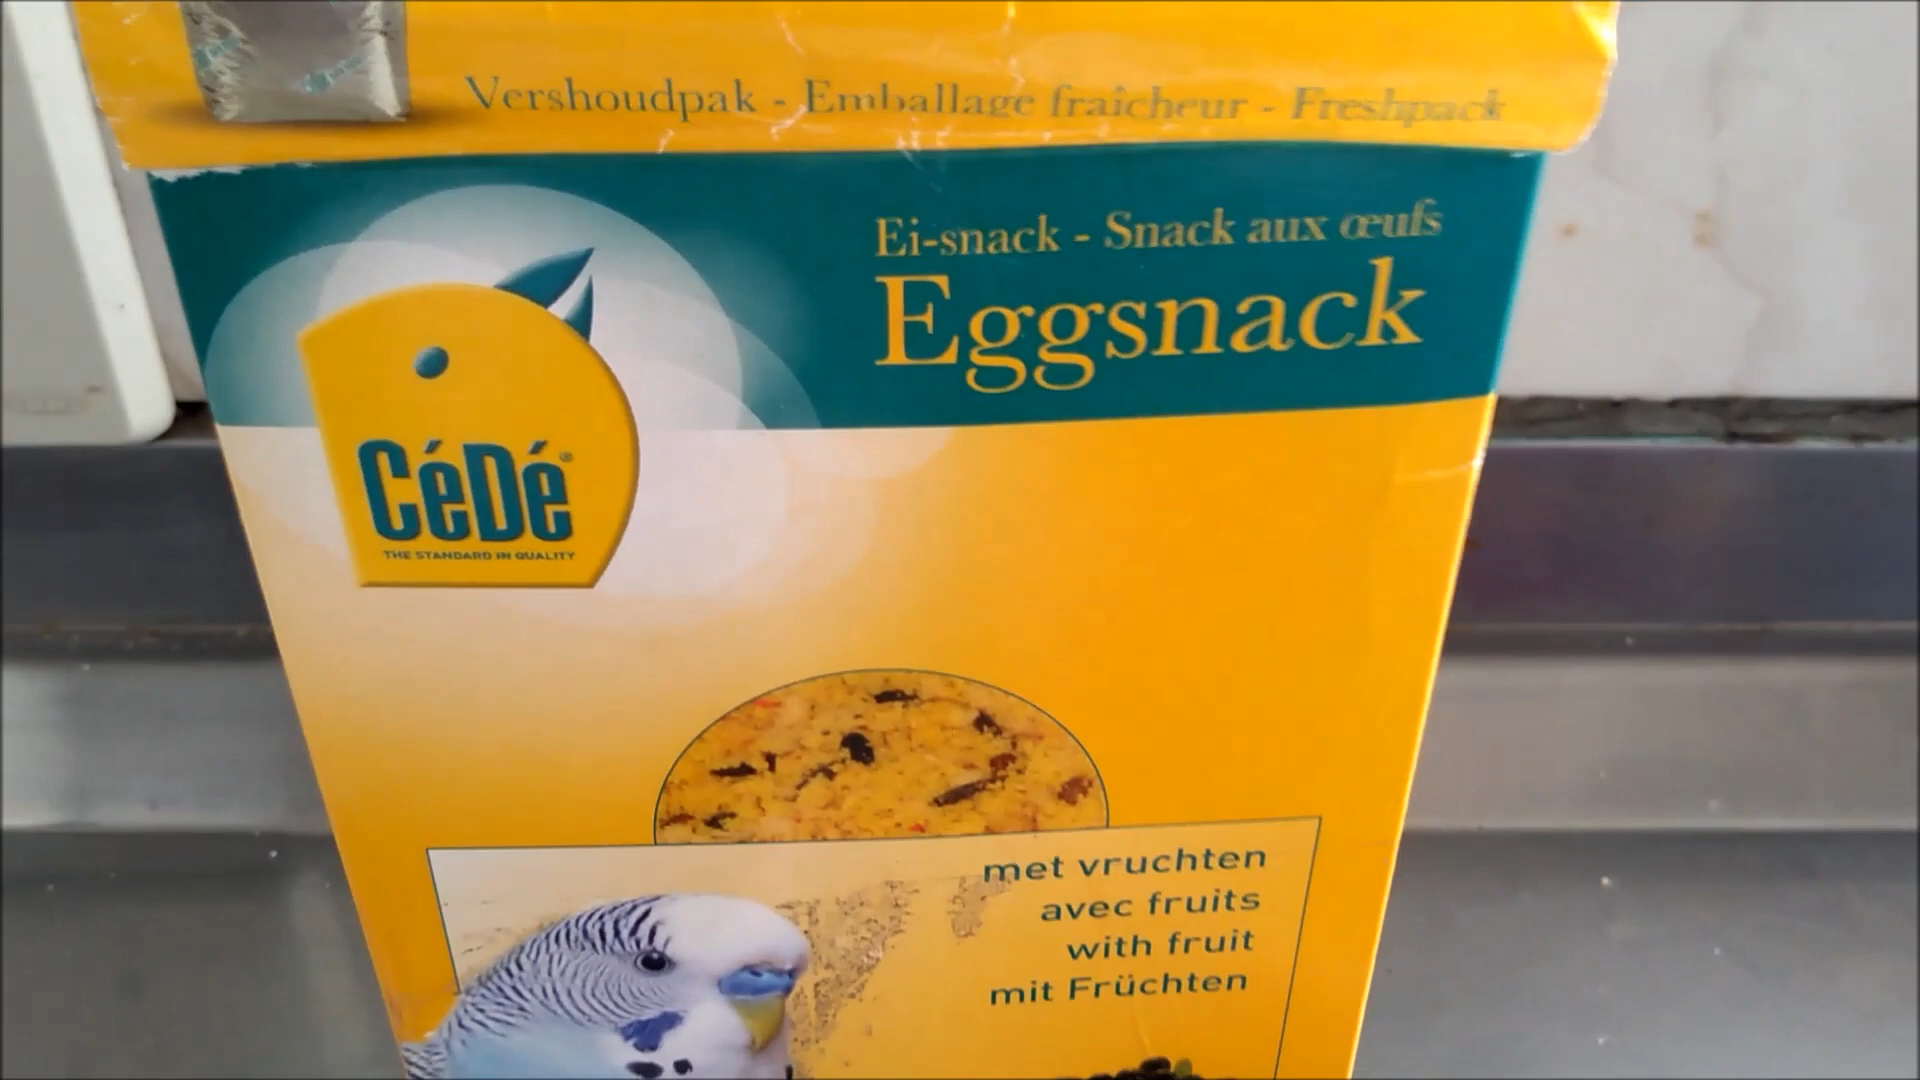 Vershoudpak - Emballage fraîcheur - Freshpack
Ei-snack - Snack aux œufs
Eggsnack
CéDé®
THE STANDARD IN QUALITY
met vruchten
avec fruits
with fruit
mit Früchten